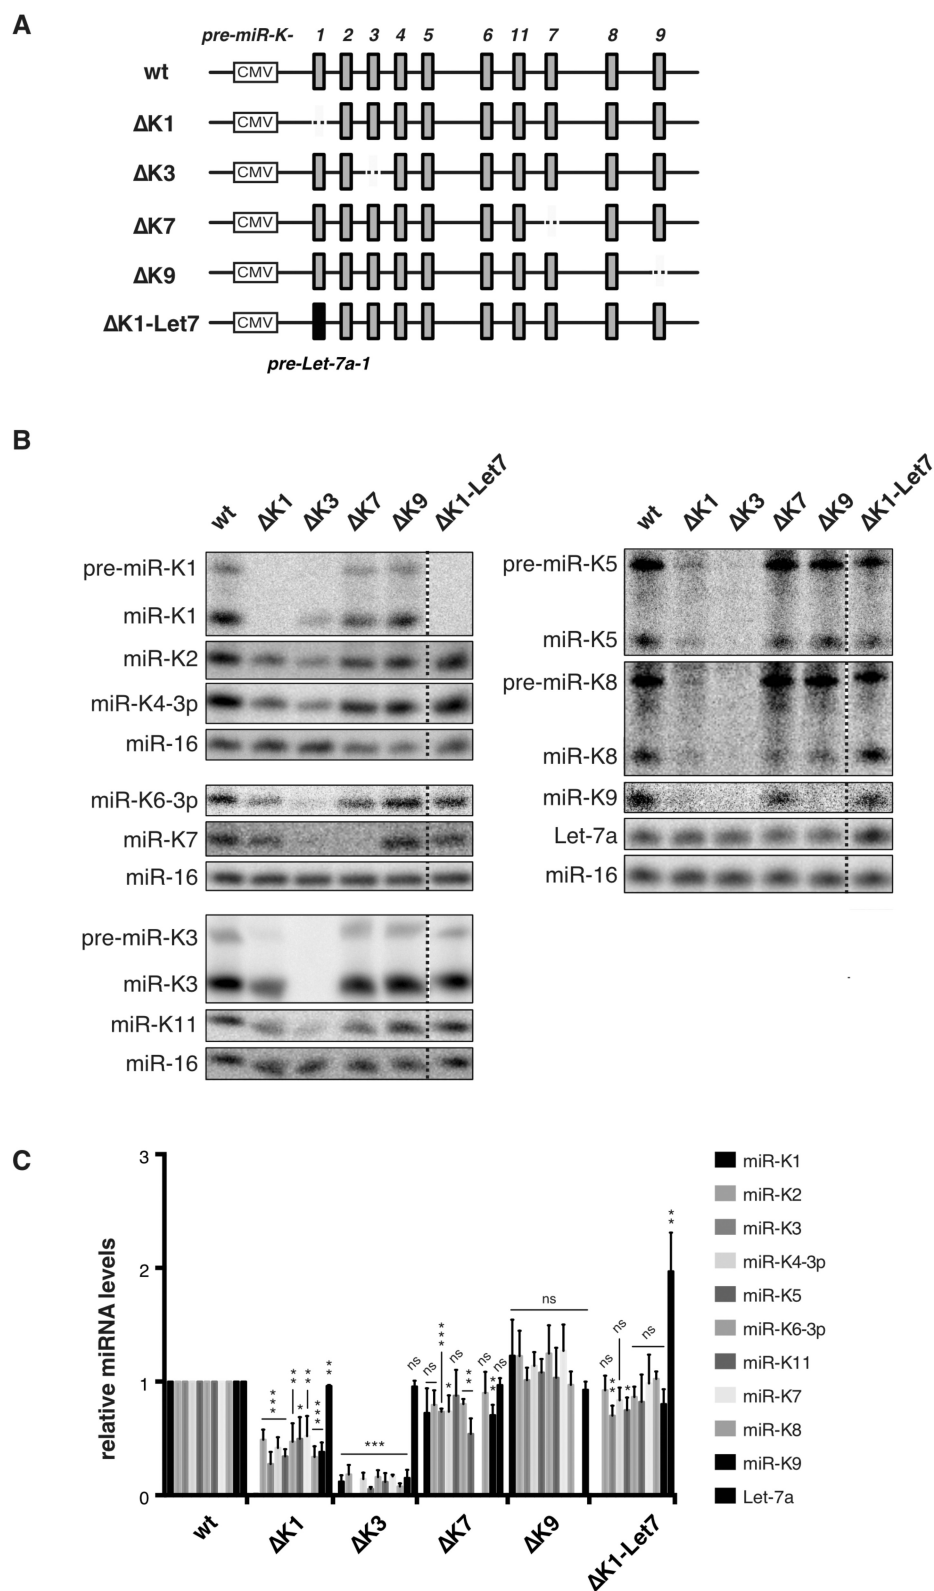 A
pre-miR-K- 1 2 3 4 5 6 11 7 8 9
wt CMV
ΔK1 CMV
ΔK3 CMV
ΔK7 CMV
ΔK9 CMV
ΔK1-Let7 CMV
pre-Let-7a-1
B
wt ΔK1 ΔK3 ΔK7 ΔK9 ΔK1-Let7
pre-miR-K1
miR-K1
miR-K2
miR-K4-3p
miR-16
miR-K6-3p
miR-K7
miR-16
pre-miR-K3
miR-K3
miR-K11
miR-16
wt ΔK1 ΔK3 ΔK7 ΔK9 ΔK1-Let7
pre-miR-K5
miR-K5
pre-miR-K8
miR-K8
miR-K9
Let-7a
miR-16
C
relative miRNA levels
3
2
1
0
*** ** * ** *** **
***
ns ns *** * ns ** ns ** ns
ns
ns ** ns * ns **
wt ΔK1 ΔK3 ΔK7 ΔK9 ΔK1-Let7
miR-K1
miR-K2
miR-K3
miR-K4-3p
miR-K5
miR-K6-3p
miR-K11
miR-K7
miR-K8
miR-K9
Let-7a